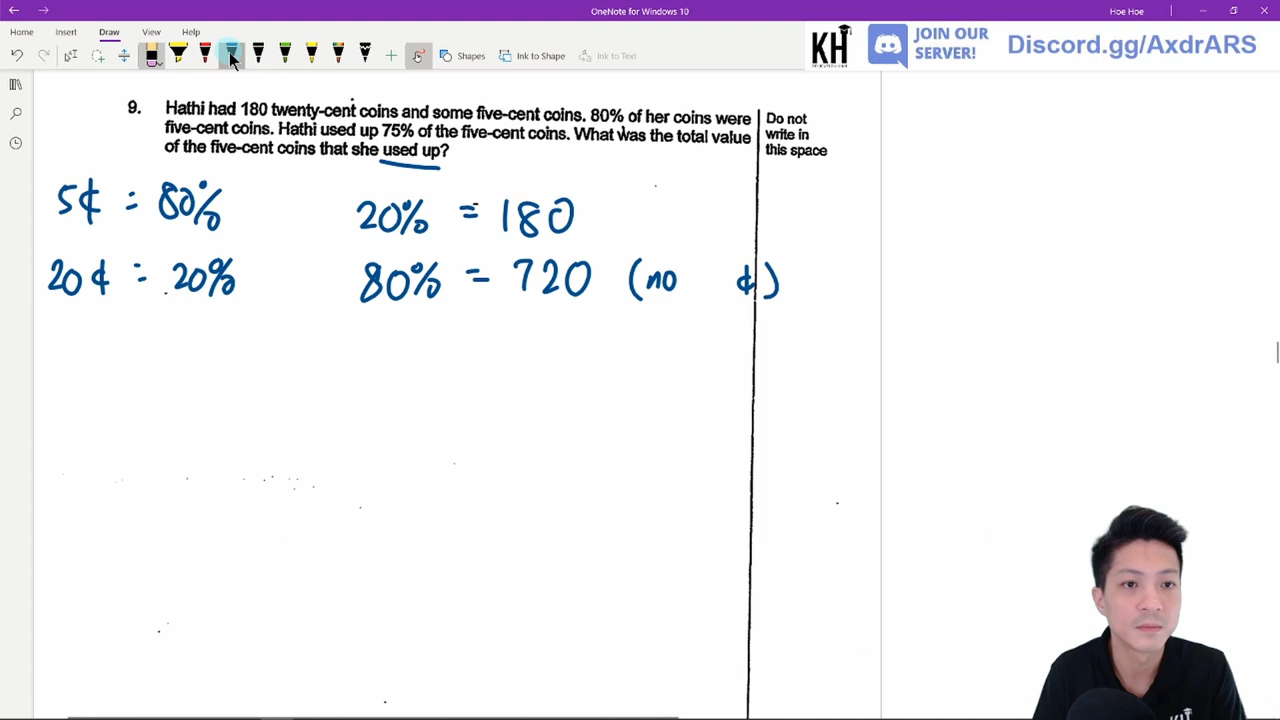 OneNote for Windows 10
Hoe Hoe
Home Insert Draw View Help
Shapes Ink to Shape Ink to Text
KH
JOIN OUR
SERVER!
Discord.gg/AxdrARS
9. Hathi had 180 twenty-cent coins and some five-cent coins. 80% of her coins were
five-cent coins. Hathi used up 75% of the five-cent coins. What was the total value
of the five-cent coins that she used up?
Do not
write in
this space
5¢ = 80%
20% = 180
20¢ = 20%
80% = 720 (no ¢)
KH